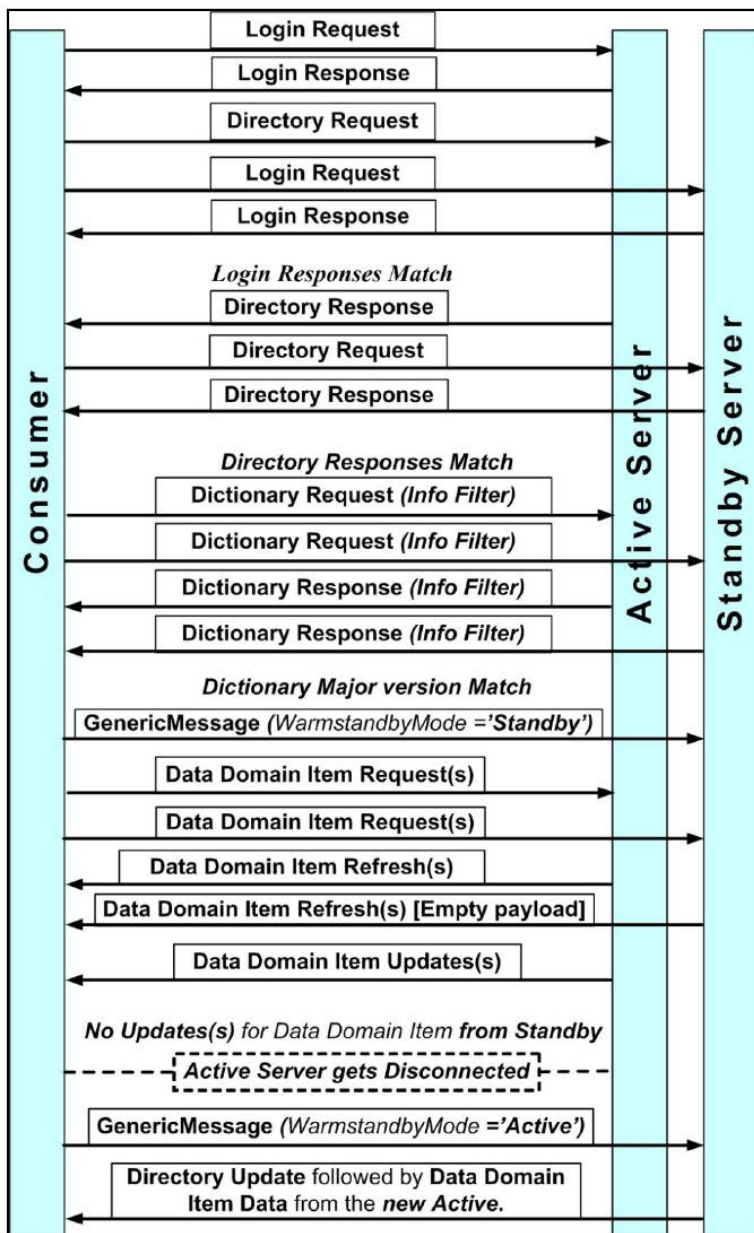 Login Request
Login Response
Directory Request
Login Request
Login Response
Login Responses Match
Directory Response
Directory Request
Directory Response
Directory Responses Match
Dictionary Request (Info Filter)
Dictionary Request (Info Filter)
Dictionary Response (Info Filter)
Dictionary Response (Info Filter)
Dictionary Major version Match
GenericMessage (WarmstandbyMode ='Standby')
Data Domain Item Request(s)
Data Domain Item Request(s)
Data Domain Item Refresh(s)
Data Domain Item Refresh(s) [Empty payload]
Data Domain Item Updates(s)
No Updates(s) for Data Domain Item from Standby
Active Server gets Disconnected
GenericMessage (WarmstandbyMode ='Active')
Directory Update followed by Data Domain
Item Data from the new Active.
Consumer
Active Server
Standby Server